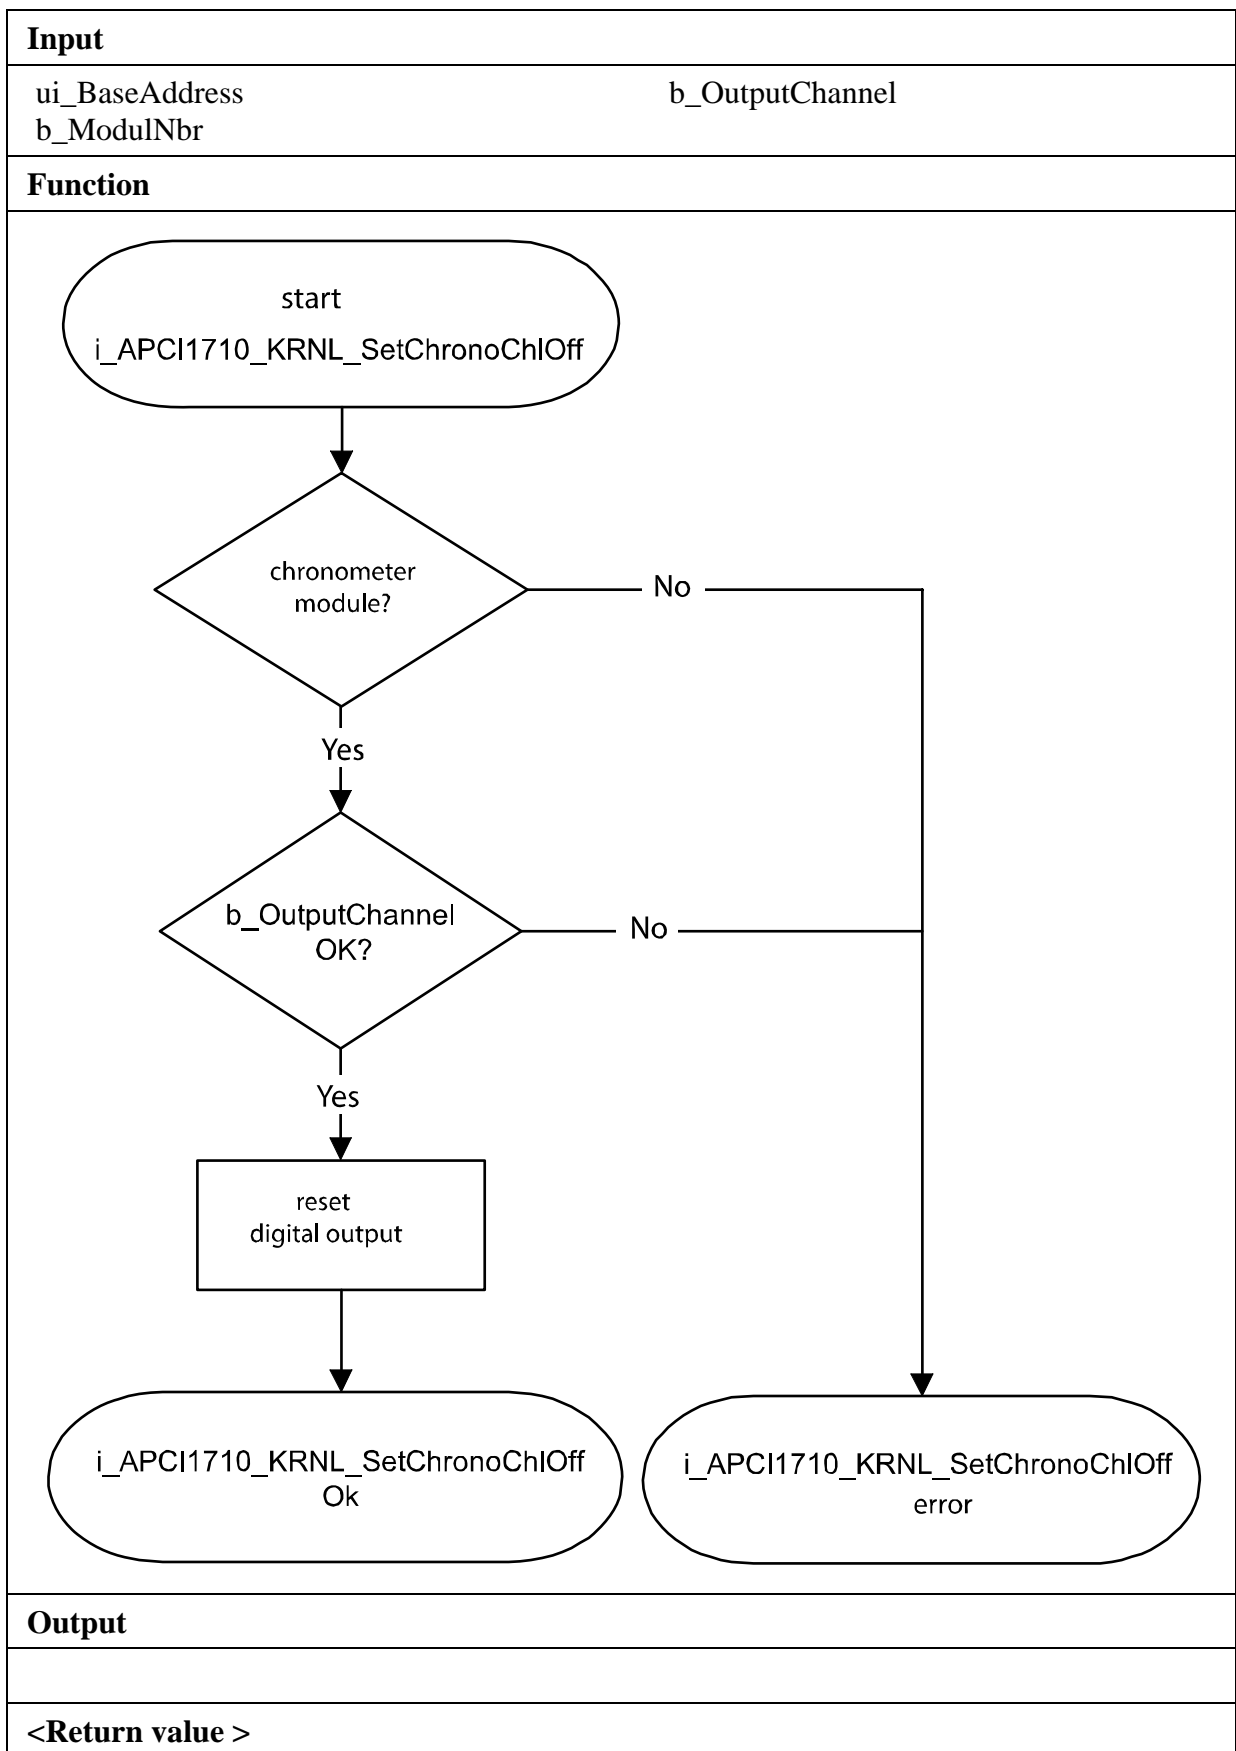 Input
ui_BaseAddress b_OutputChannel
b_ModulNbr
Function
start
i_APCI1710_KRNL_SetChronoChlOff
chronometer
module?
No
Yes
b_OutputChannel
OK?
No
Yes
reset
digital output
i_APCI1710_KRNL_SetChronoChlOff
Ok
i_APCI1710_KRNL_SetChronoChlOff
error
Output
<Return value >